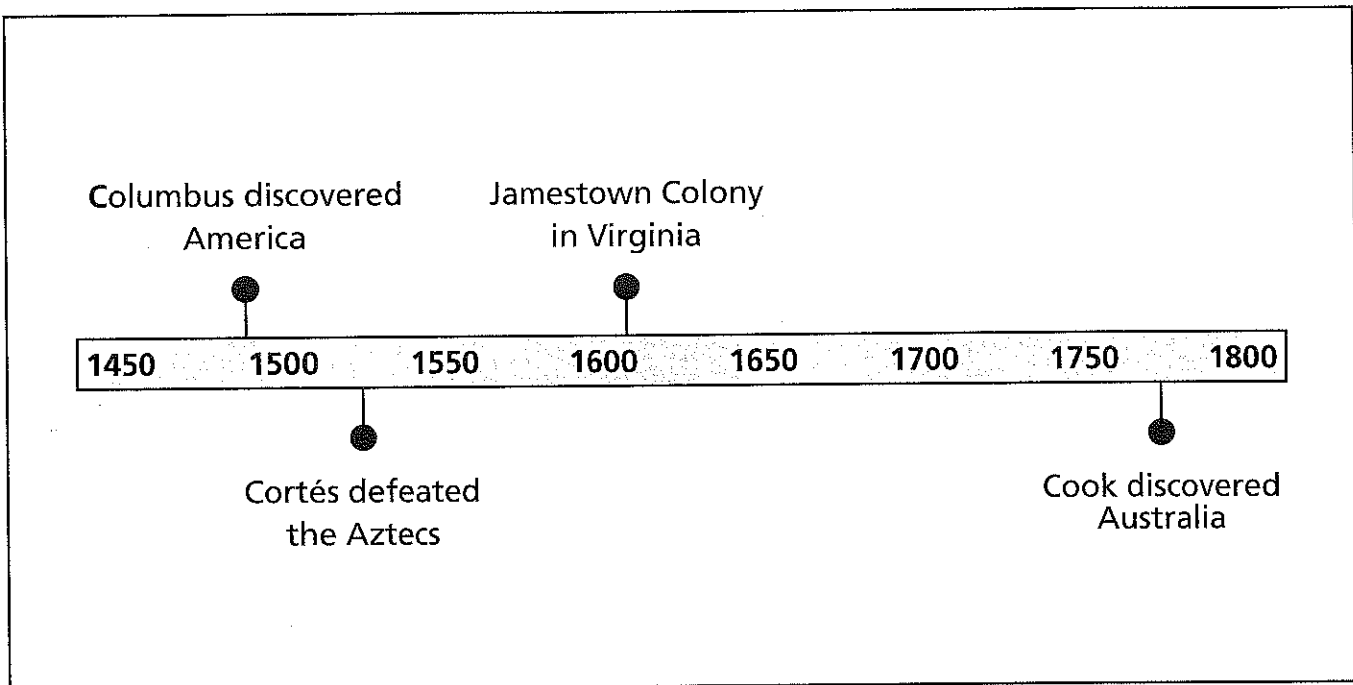 Columbus discovered
America
Jamestown Colony
in Virginia
1450 1500 1550 1600 1650 1700 1750 1800
Cortés defeated
the Aztecs
Cook discovered
Australia